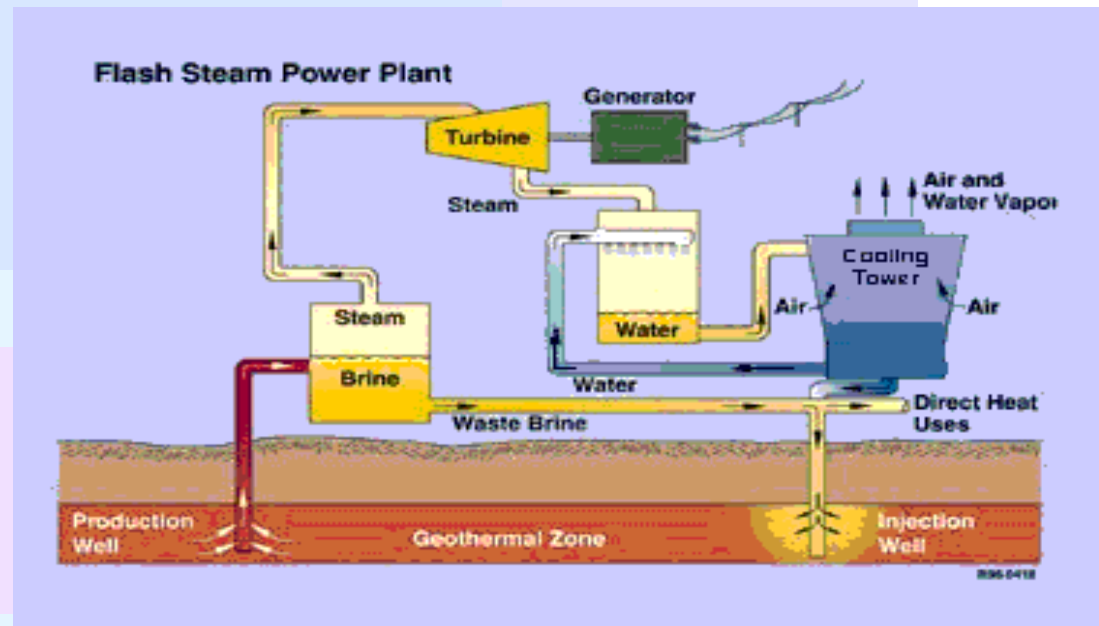 Flash Steam Power Plant
Generator
Turbine
Steam
Air and
Water Vapor
Cooling
Tower
Air
Air
Steam
Water
Brine
Water
Direct Heat
Uses
Waste Brine
Production
Well
Geothermal Zone
Injection
Well